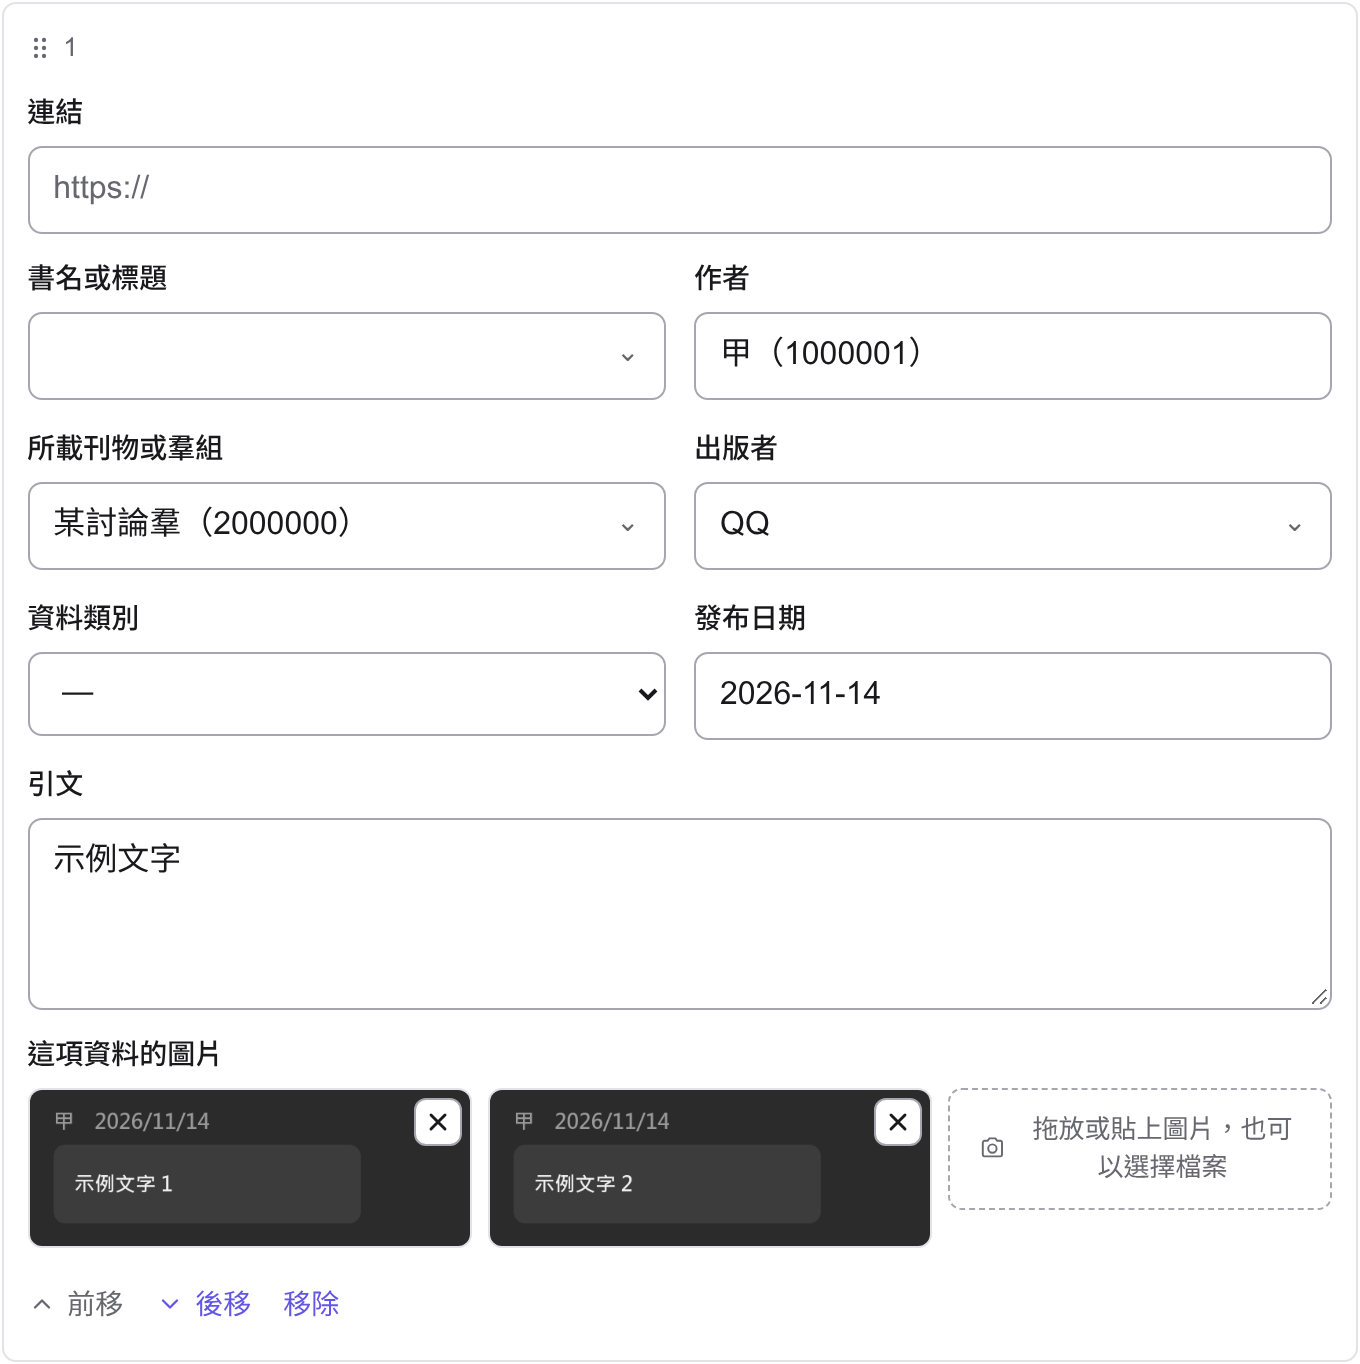 1
連結
https://
書名或標題
作者
甲（1000001）
所載刊物或羣組
出版者
某討論羣（2000000）
QQ
資料類別
發布日期
—
2026-11-14
引文
示例文字
這項資料的圖片
甲 2026/11/14
示例文字 1
甲 2026/11/14
示例文字 2
拖放或貼上圖片，也可
以選擇檔案
前移 後移 移除